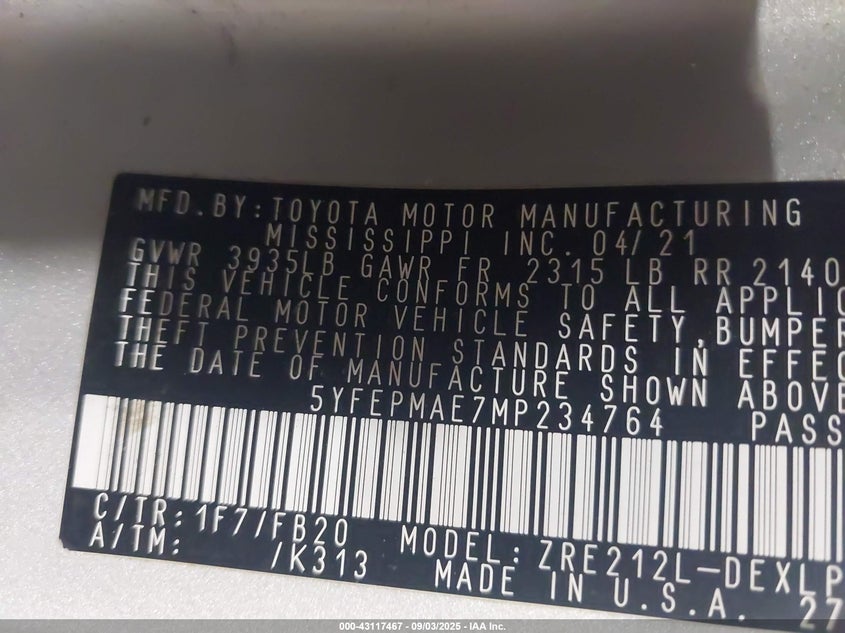 MFD.BY:TOYOTA MOTOR MANUFACTURING
MISSISSIPPI INC. 04/21
GVWR 3935LB GAWR FR 2315 LB RR 2140
THIS VEHICLE CONFORMS TO ALL APPLIC
FEDERAL MOTOR VEHICLE SAFETY,BUMPER
THEFT PREVENTION STANDARDS IN EFFEC
THE DATE OF MANUFACTURE SHOWN ABOVE
5YFEPMAE7MP234764 PASS
C/TR:1F7/FB20 MODEL:ZRE212L-DEXLP
A/TM: /K313 MADE IN U.S.A. 27
000-43117467 - 09/03/2025 - IAA Inc.